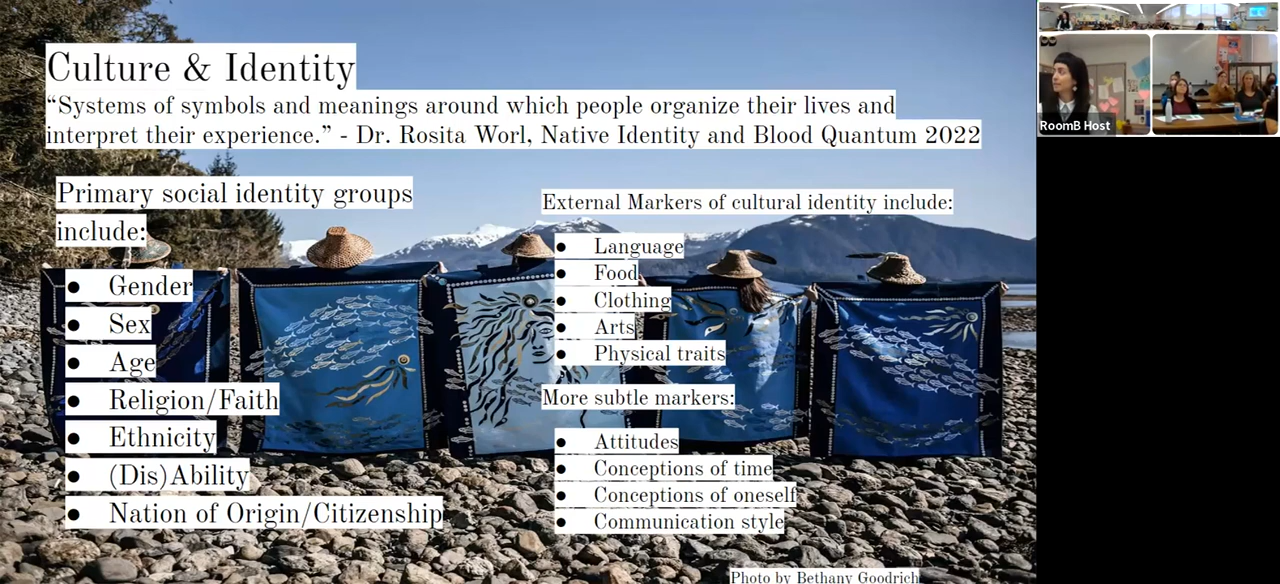 Culture & Identity
“Systems of symbols and meanings around which people organize their lives and
interpret their experience.” - Dr. Rosita Worl, Native Identity and Blood Quantum 2022
Primary social identity groups
include:
● Gender
● Sex
● Age
● Religion/Faith
● Ethnicity
● (Dis)Ability
● Nation of Origin/Citizenship
External Markers of cultural identity include:
● Language
● Food
● Clothing
● Arts
● Physical traits
More subtle markers:
● Attitudes
● Conceptions of time
● Conceptions of oneself
● Communication style
Photo by Bethany Goodrich
RoomB Host